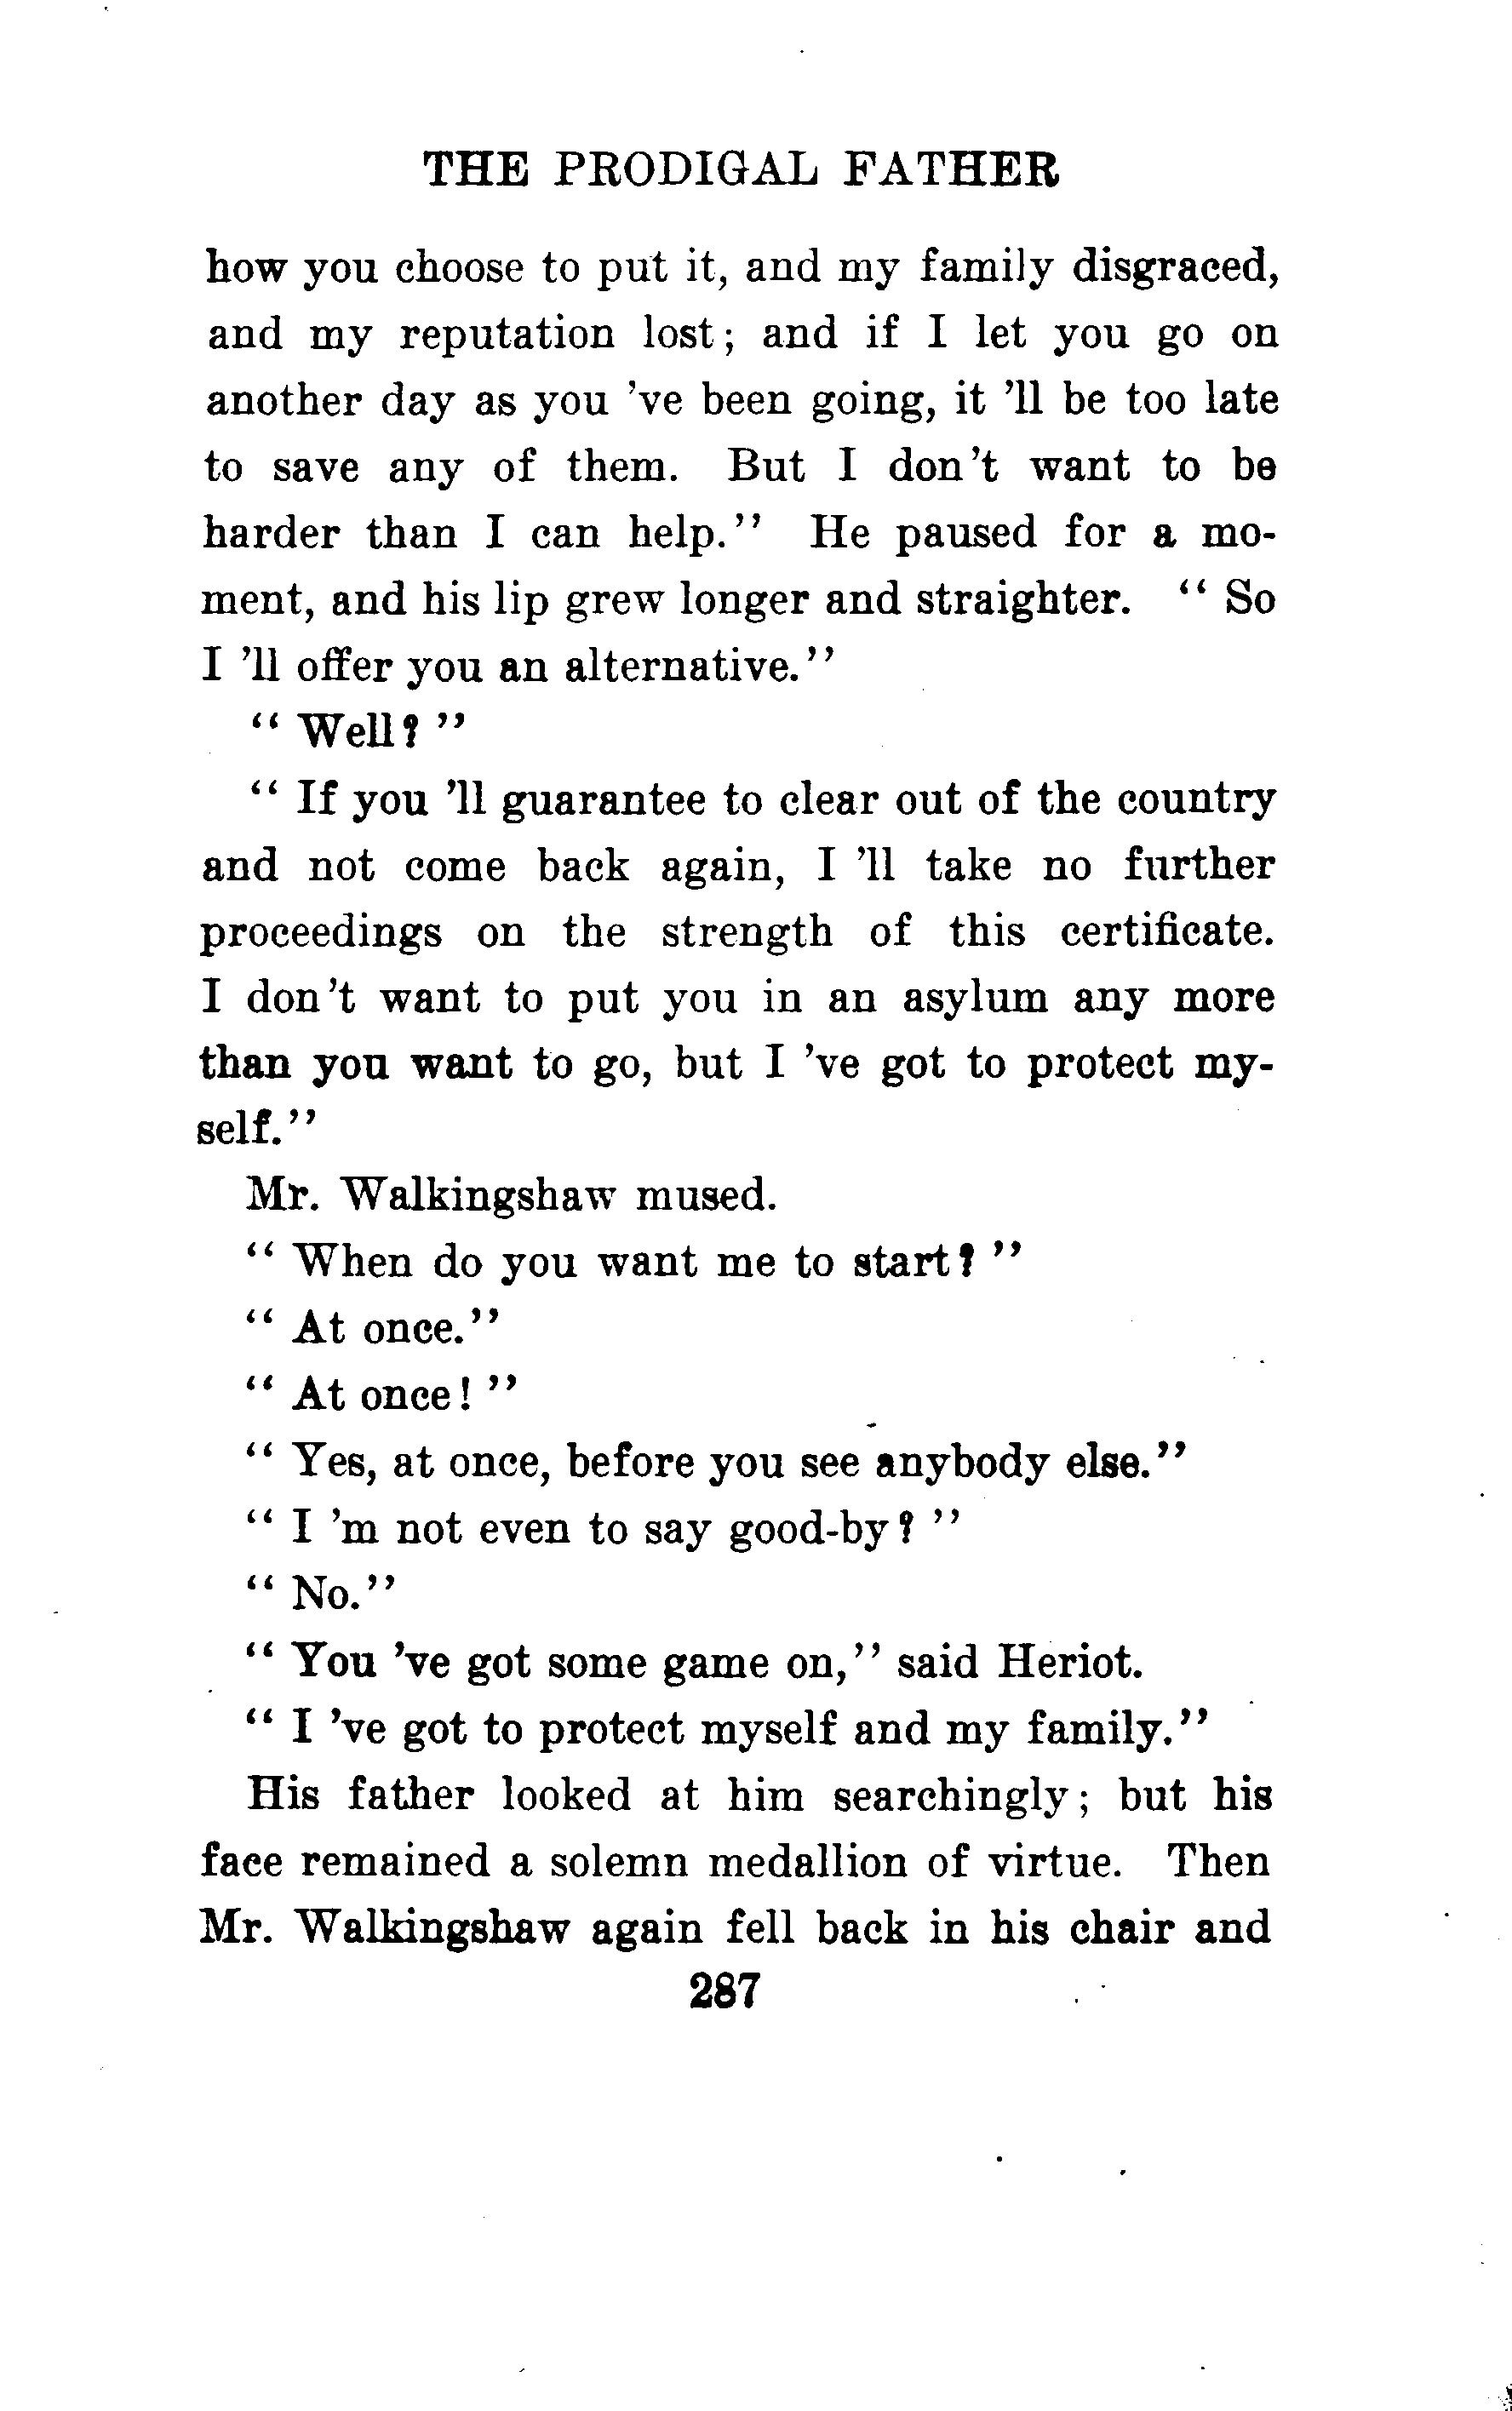 THE PRODIGAL FATHER
how you choose to put it, and my family disgraced,
and my reputation lost; and if I let you go on
another day as you 've been going, it 'll be too late
to save any of them. But I don't want to be
harder than I can help.'' He paused for a mo-
ment, and his lip grew longer and straighter. " So
I 'll offer you an alternative."
" Well? "
" If you 'll guarantee to clear out of the country
and not come back again, I 'll take no further
proceedings on the strength of this certificate.
I don't want to put you in an asylum any more
than you want to go, but I 've got to protect my-
self."
Mr. Walkingshaw mused.
" When do you want me to start? "
" At once."
" At once! "
" Yes, at once, before you see anybody else."
" I 'm not even to say good-by? "
" No."
" You 've got some game on," said Heriot.
" I 've got to protect myself and my family."
His father looked at him searchingly; but his
face remained a solemn medallion of virtue. Then
Mr. Walkingshaw again fell back in his chair and
287